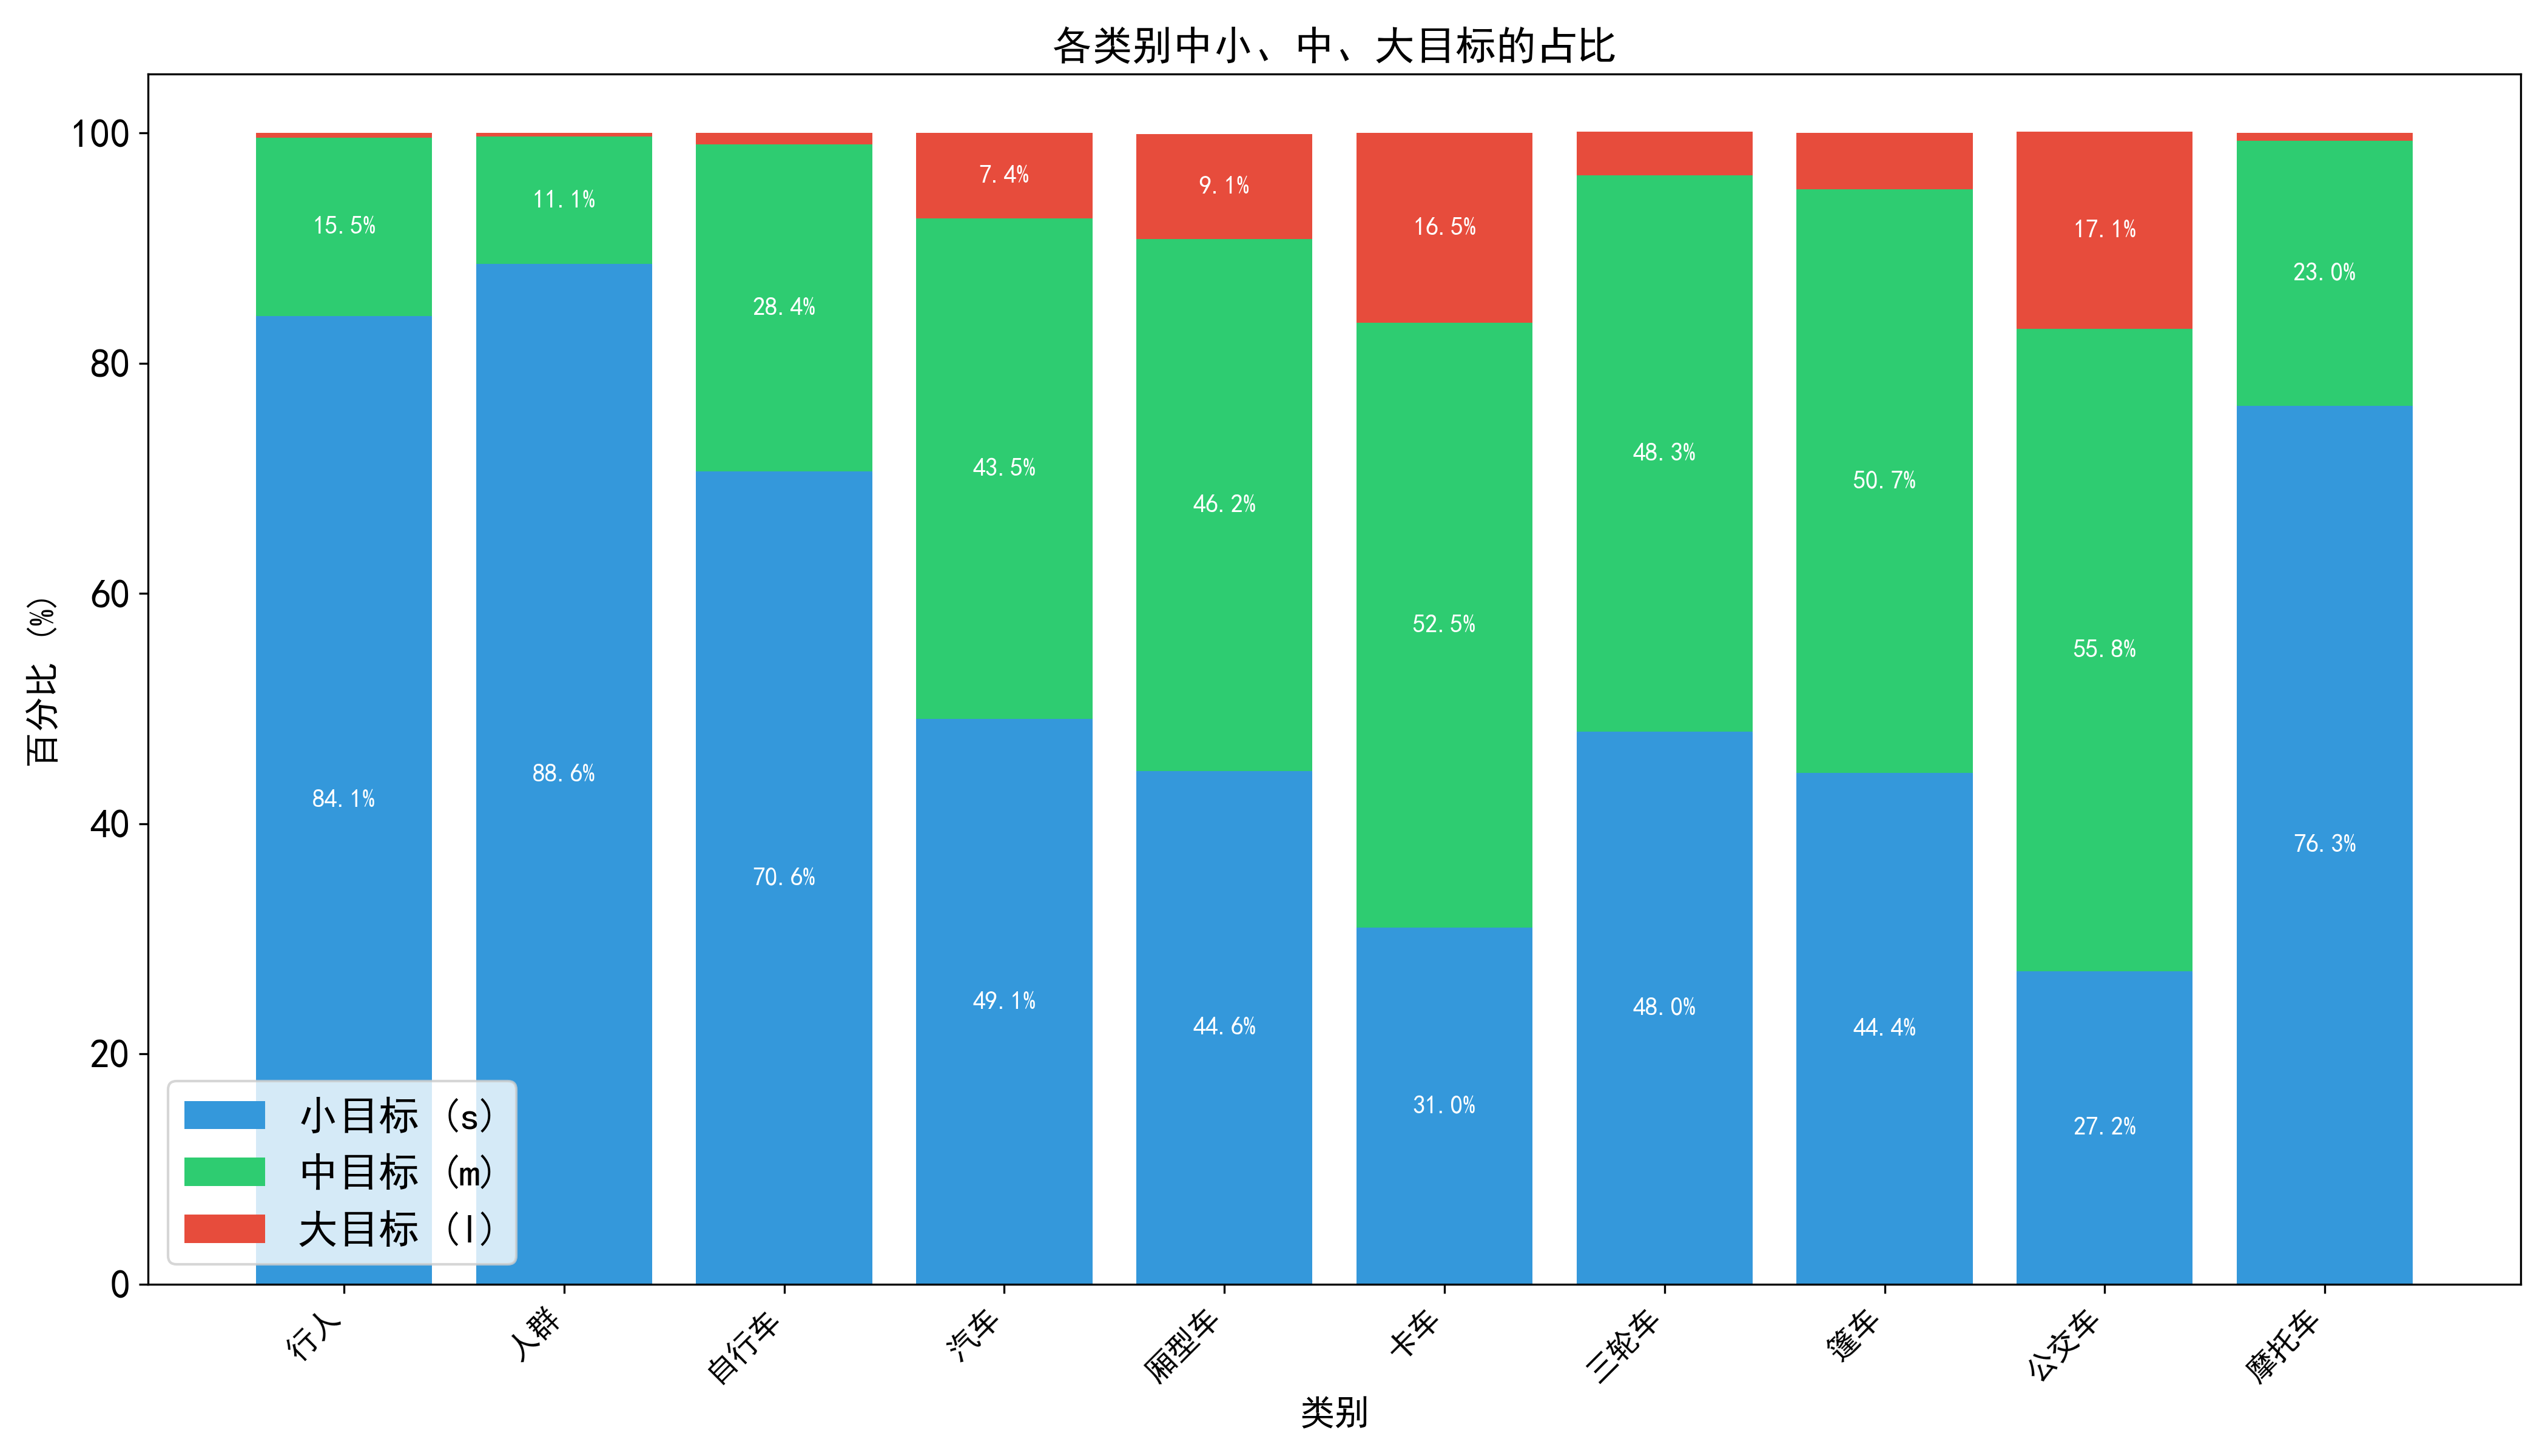 各类别中小、中、大目标的占比
百分比 (%)
100
80
60
40
20
0
15.5%
84.1%
11.1%
88.6%
28.4%
70.6%
7.4%
43.5%
49.1%
9.1%
46.2%
44.6%
16.5%
52.5%
31.0%
48.3%
48.0%
50.7%
44.4%
17.1%
55.8%
27.2%
23.0%
76.3%
小目标 (s)
中目标 (m)
大目标 (l)
行人
人群
自行车
汽车
厢型车
卡车
三轮车
篷车
公交车
摩托车
类别